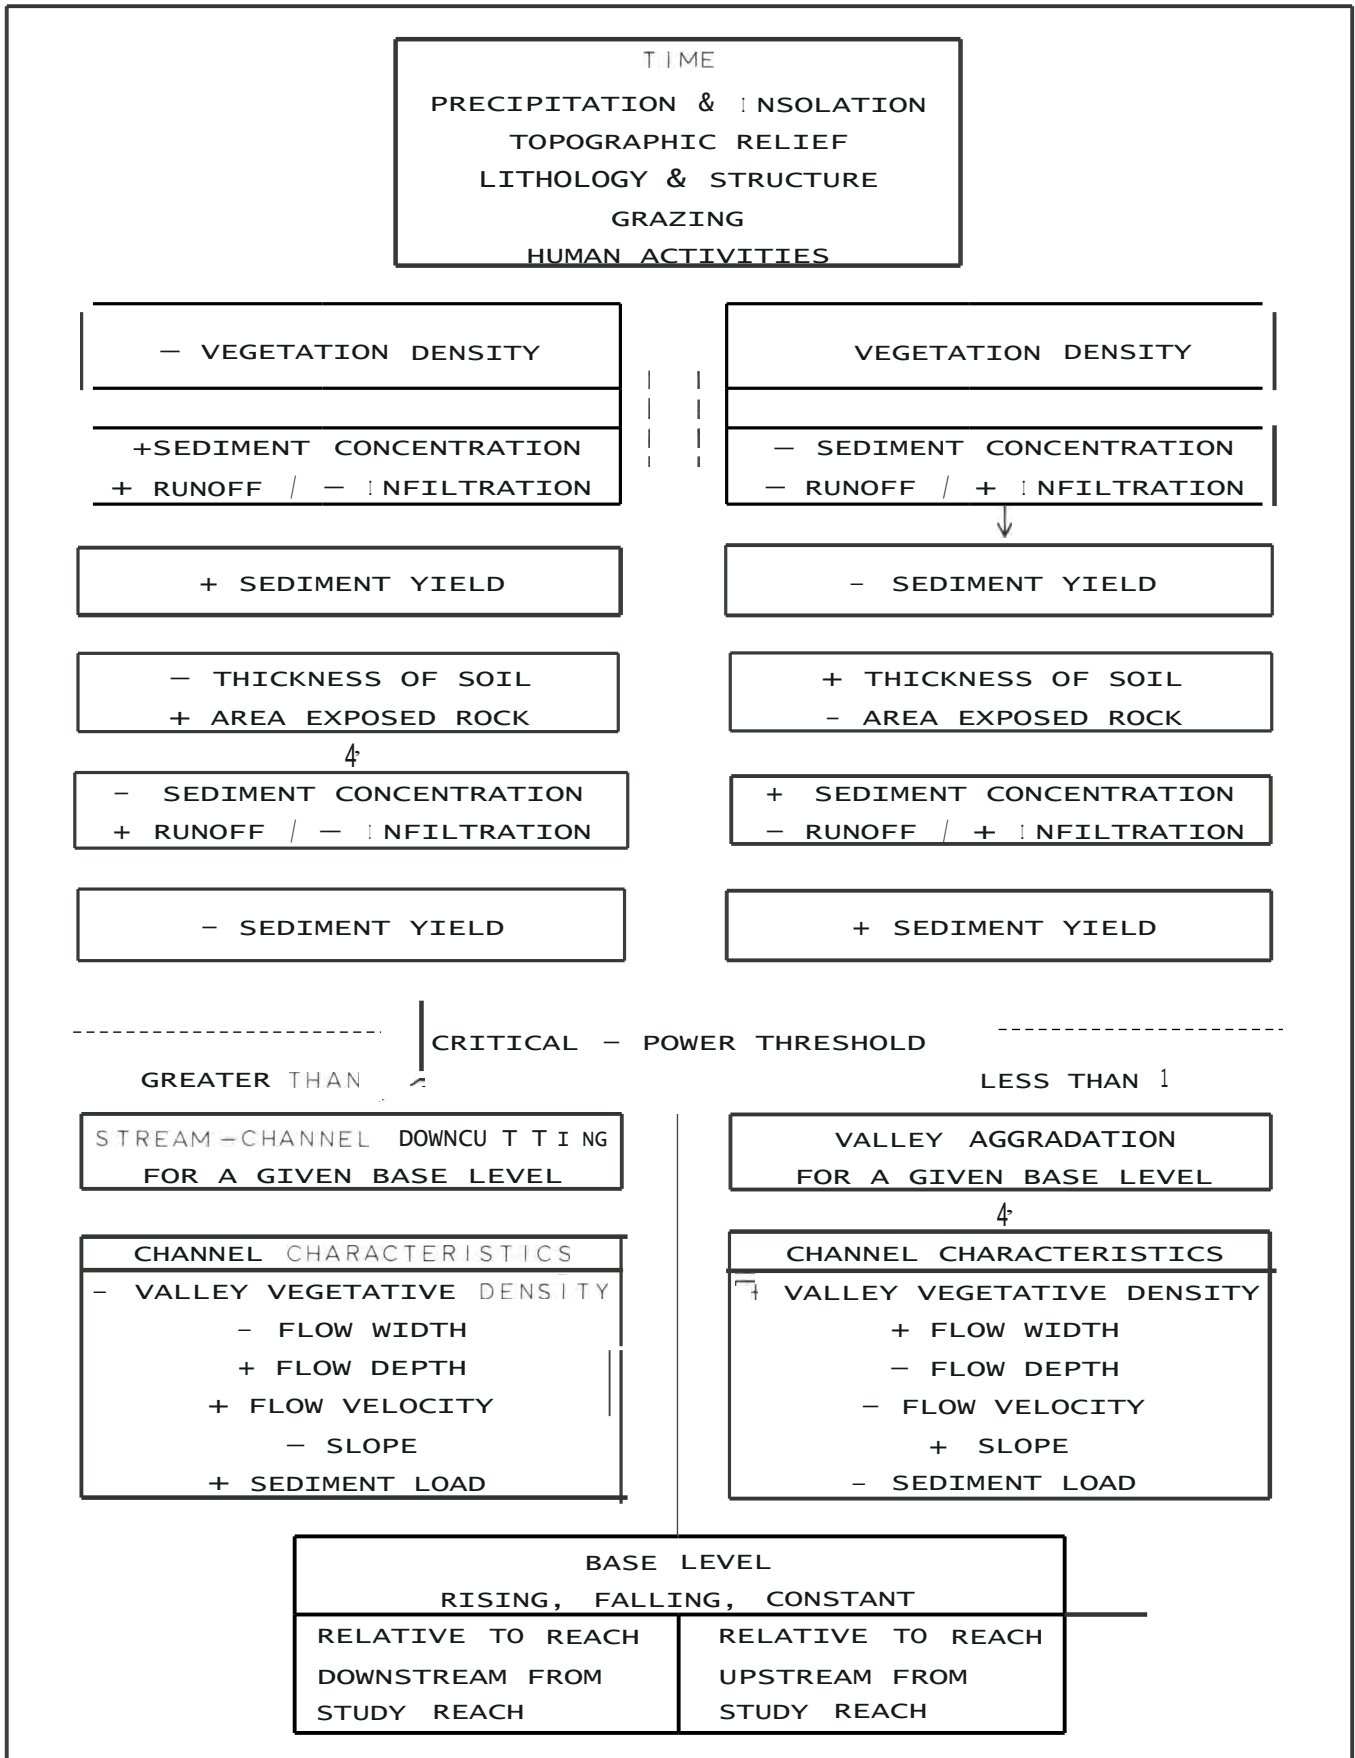 TIME
PRECIPITATION & INSOLATION
TOPOGRAPHIC RELIEF
LITHOLOGY & STRUCTURE
GRAZING
HUMAN ACTIVITIES
— VEGETATION DENSITY
+SEDIMENT CONCENTRATION
+ RUNOFF / — INFILTRATION
+ SEDIMENT YIELD
— THICKNESS OF SOIL
+ AREA EXPOSED ROCK
4,
- SEDIMENT CONCENTRATION
+ RUNOFF / — INFILTRATION
- SEDIMENT YIELD
VEGETATION DENSITY
— SEDIMENT CONCENTRATION
— RUNOFF / + INFILTRATION
- SEDIMENT YIELD
+ THICKNESS OF SOIL
- AREA EXPOSED ROCK
+ SEDIMENT CONCENTRATION
— RUNOFF / + INFILTRATION
+ SEDIMENT YIELD
CRITICAL — POWER THRESHOLD
GREATER THAN
LESS THAN 1
STREAM—CHANNEL DOWNCUTTING
FOR A GIVEN BASE LEVEL
CHANNEL CHARACTERISTICS
- VALLEY VEGETATIVE DENSITY
- FLOW WIDTH
+ FLOW DEPTH
+ FLOW VELOCITY
— SLOPE
+ SEDIMENT LOAD
VALLEY AGGRADATION
FOR A GIVEN BASE LEVEL
4,
CHANNEL CHARACTERISTICS
+ VALLEY VEGETATIVE DENSITY
+ FLOW WIDTH
— FLOW DEPTH
— FLOW VELOCITY
+ SLOPE
- SEDIMENT LOAD
BASE LEVEL
RISING, FALLING, CONSTANT
RELATIVE TO REACH
DOWNSTREAM FROM
STUDY REACH
RELATIVE TO REACH
UPSTREAM FROM
STUDY REACH